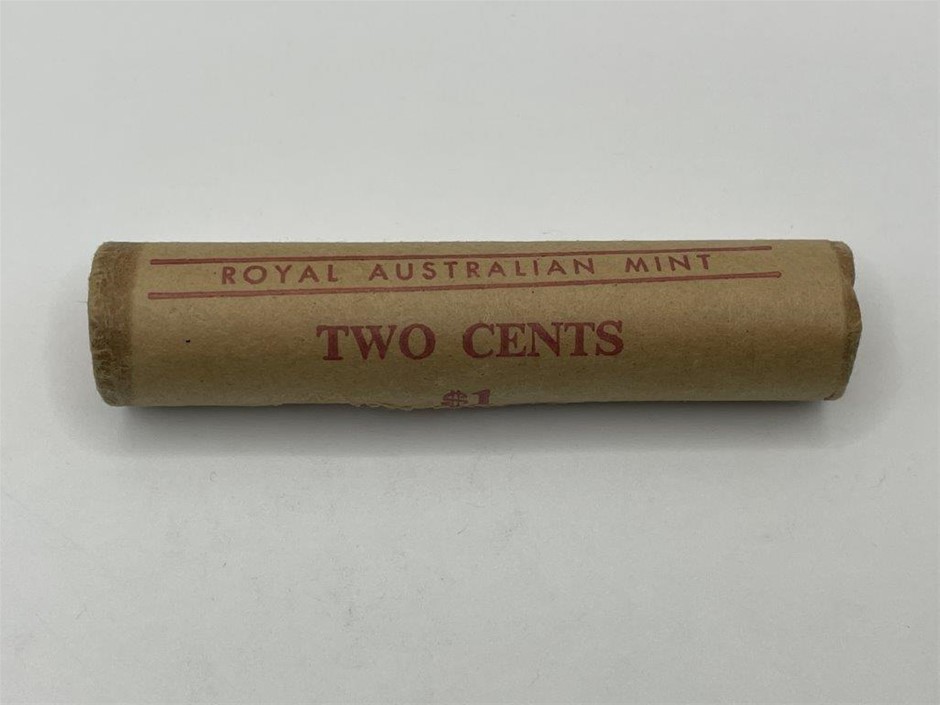 ROYAL AUSTRALIAN MINT
TWO CENTS
$1